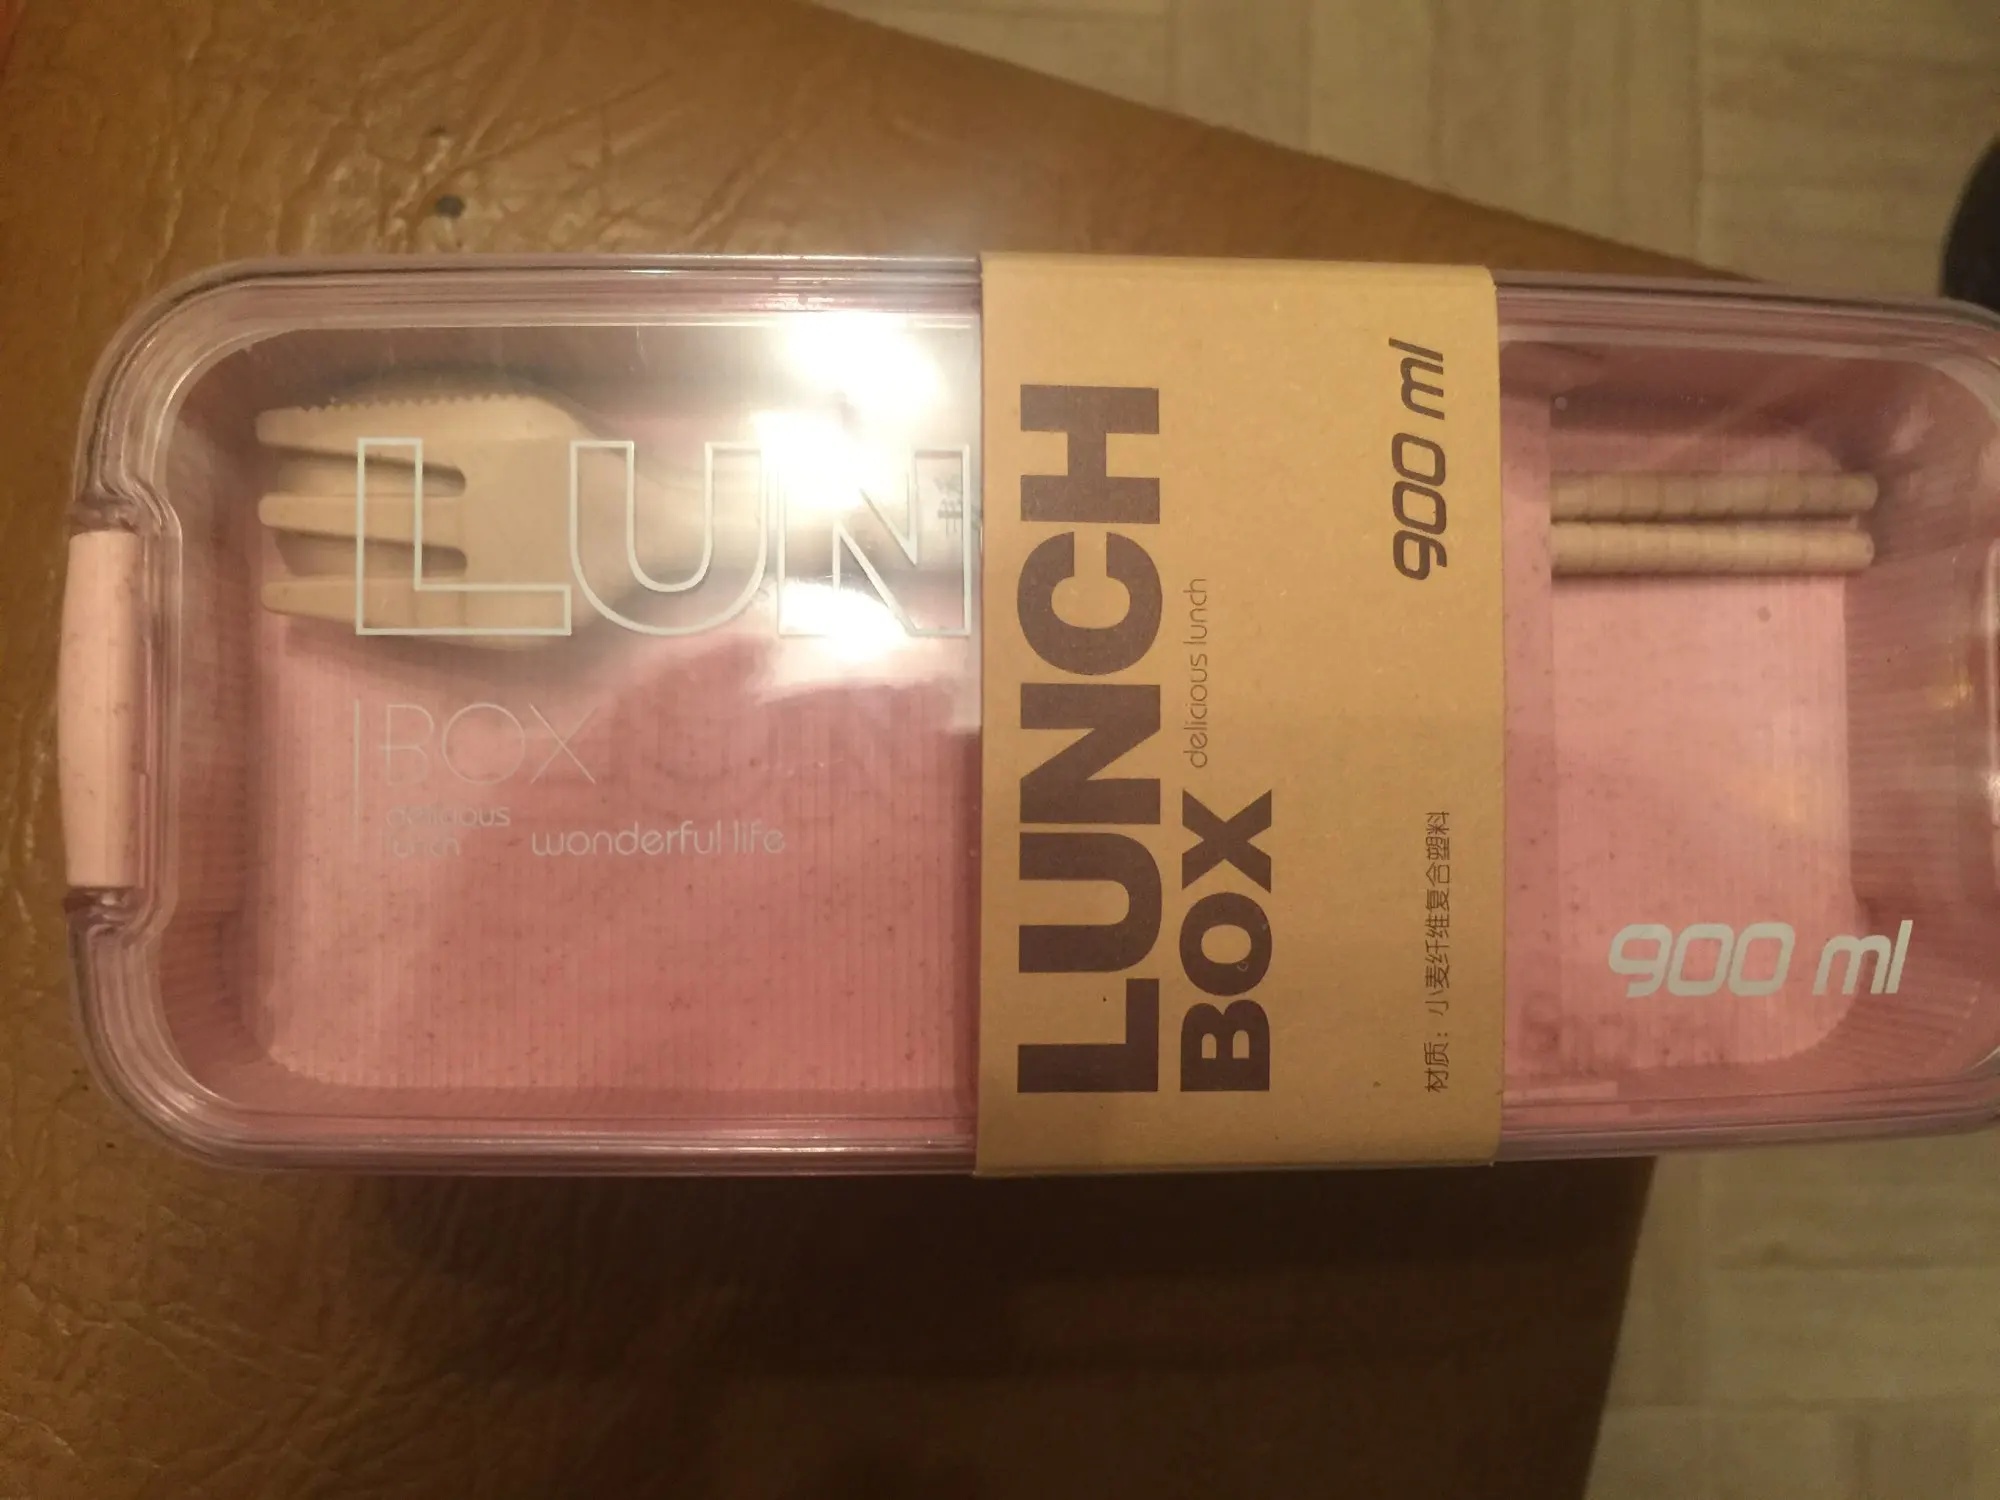 LUN
BOX
delicious
lunch
wonderful life
LUNCH
BOX
delicious lunch
900 ml
材质：小麦纤维复合塑料
900 ml